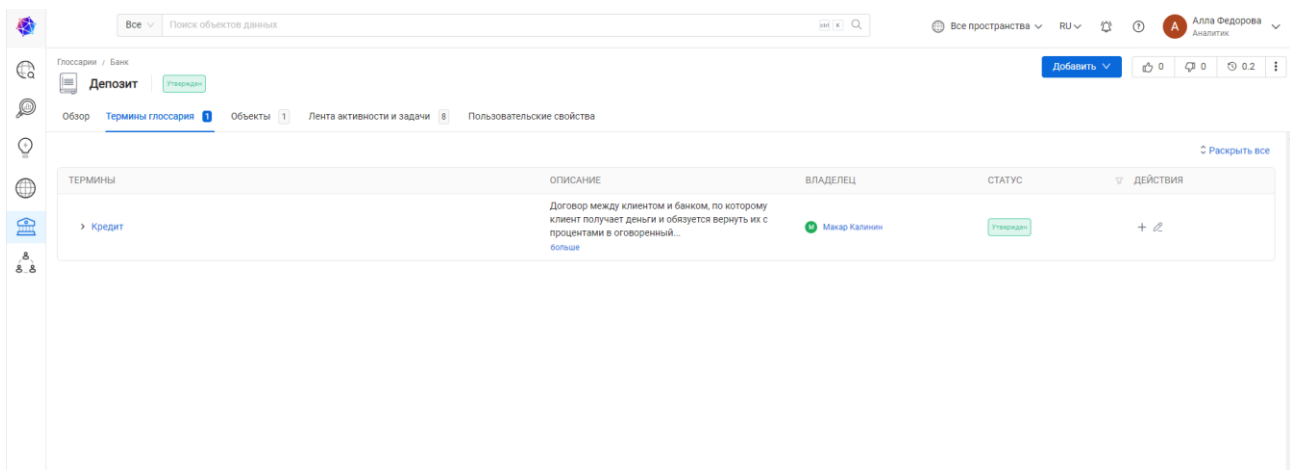 Все Поиск объектов данных ctrl K Все пространства RU А Алла Федорова
Аналитик
Глоссарии / Банк
Депозит Утвержден
Добавить 0 0 0.2
Обзор Термины глоссария 1 Объекты 1 Лента активности и задачи 8 Пользовательские свойства
Раскрыть все
ТЕРМИНЫ ОПИСАНИЕ ВЛАДЕЛЕЦ СТАТУС ДЕЙСТВИЯ
Договор между клиентом и банком, по которому
Кредит клиент получает деньги и обязуется вернуть их с М Макар Калинин Утвержден
процентами в оговоренный...
больше